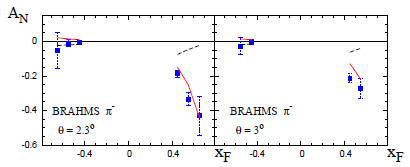 A_N
0
-0.2
-0.4
-0.6
BRAHMS π⁻
θ = 2.3°
BRAHMS π⁻
θ = 3°
-0.4 0 0.4 x_F -0.4 0 0.4 x_F